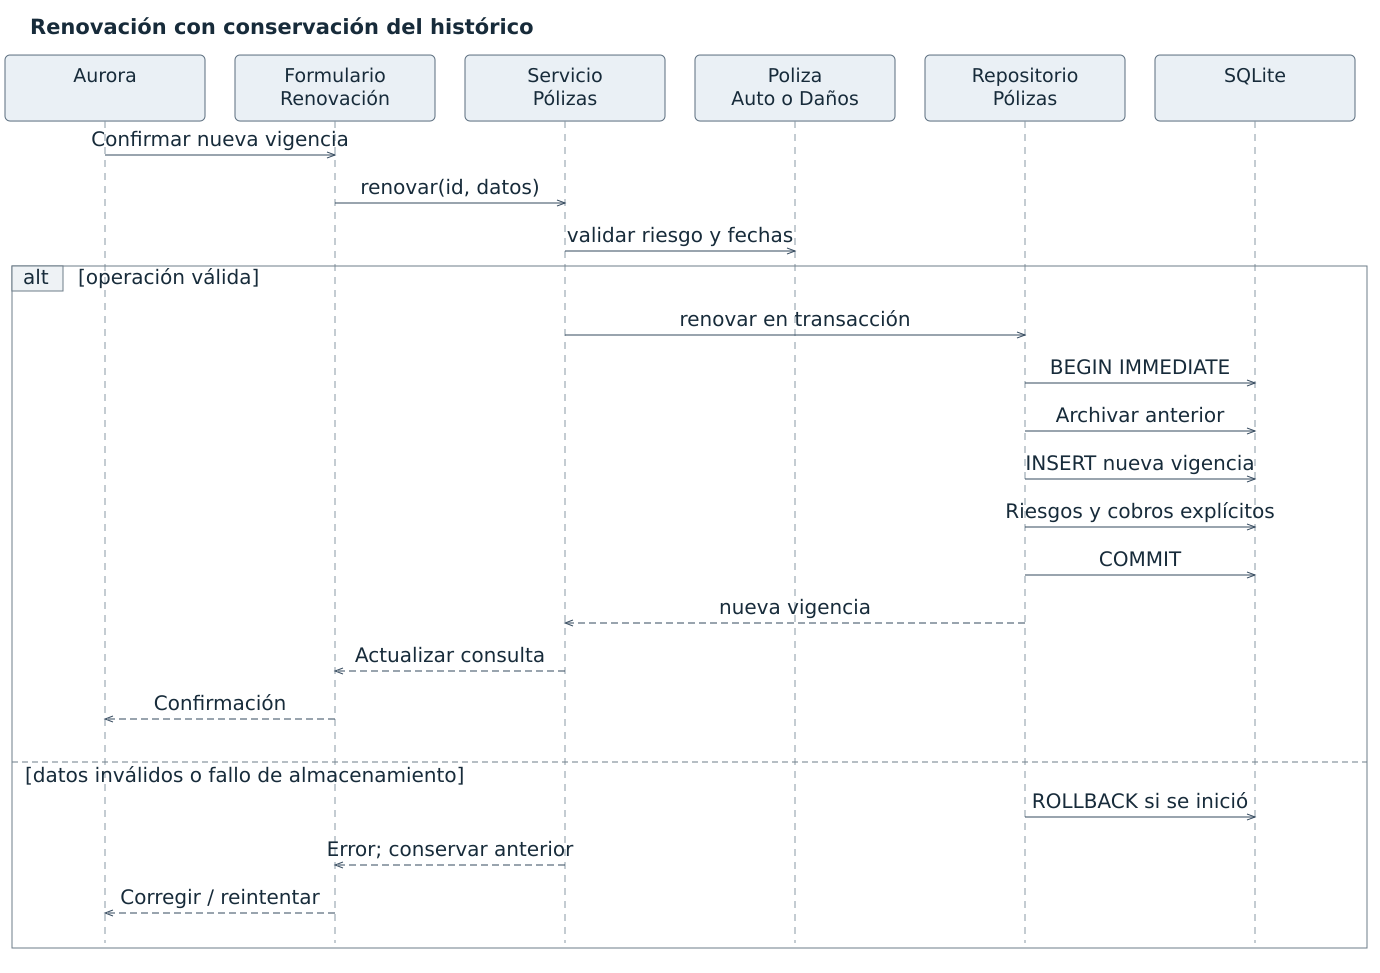 Renovación con conservación del histórico
Aurora
Formulario
Renovación
Servicio
Pólizas
Poliza
Auto o Daños
Repositorio
Pólizas
SQLite
Confirmar nueva vigencia
renovar(id, datos)
validar riesgo y fechas
alt [operación válida]
renovar en transacción
BEGIN IMMEDIATE
Archivar anterior
INSERT nueva vigencia
Riesgos y cobros explícitos
COMMIT
nueva vigencia
Actualizar consulta
Confirmación
[datos inválidos o fallo de almacenamiento]
ROLLBACK si se inició
Error; conservar anterior
Corregir / reintentar